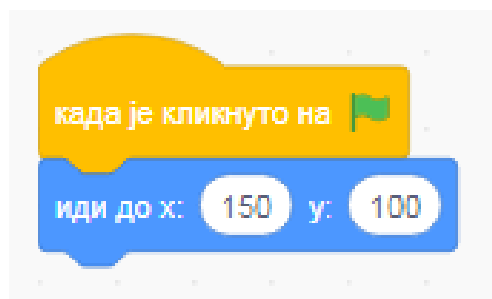 када је кликнуто на
иди до x: 150 y: 100